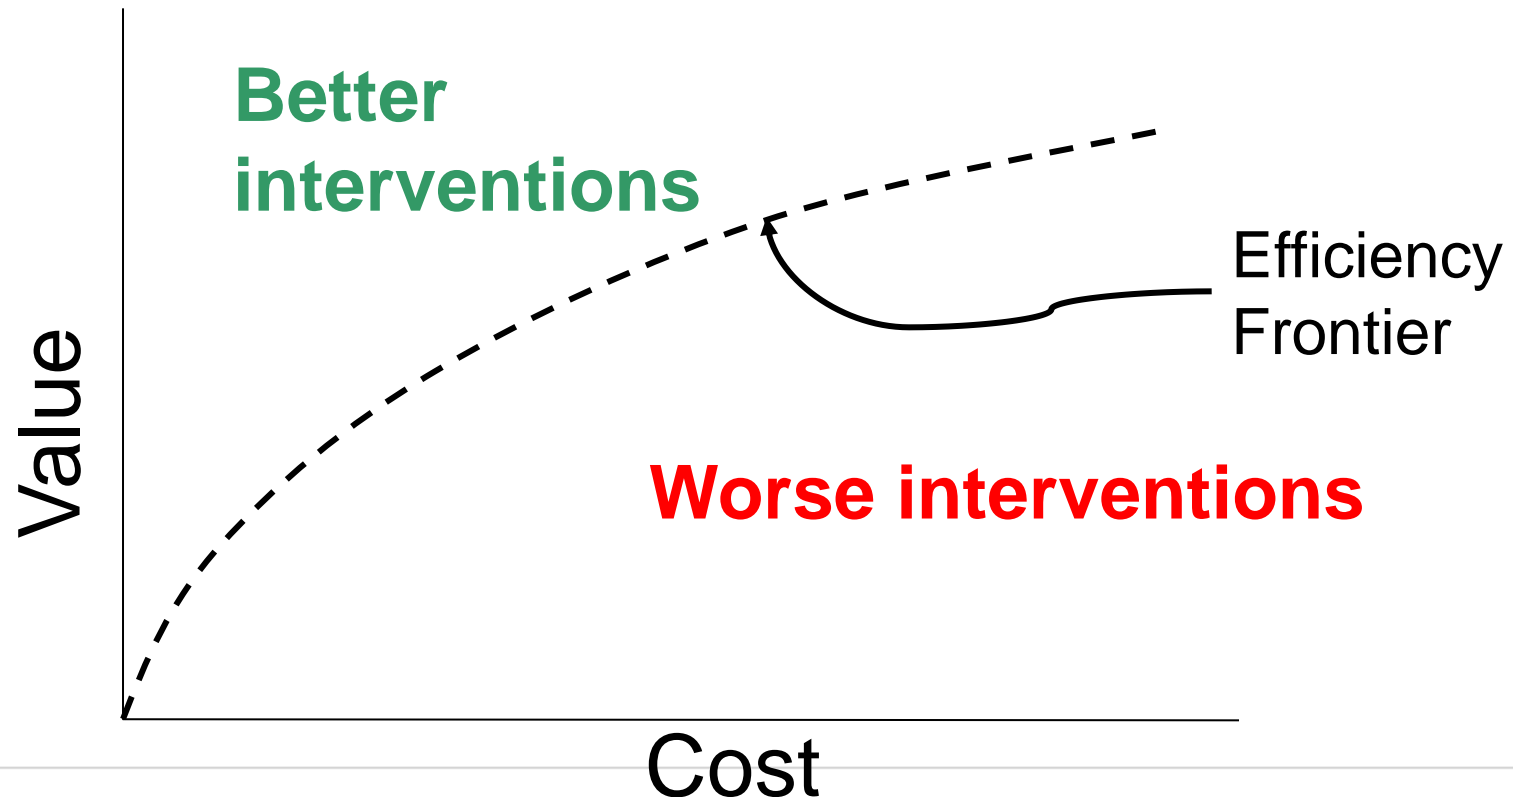 Better
interventions
Efficiency
Frontier
Value
Worse interventions
Cost